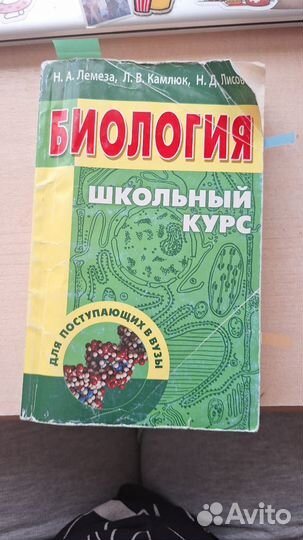 Н. А. Лемеза, Л. В. Камлюк, Н. Д. Лисов
БИОЛОГИЯ
ШКОЛЬНЫЙ
КУРС
ДЛЯ ПОСТУПАЮЩИХ В ВУЗЫ
Avito